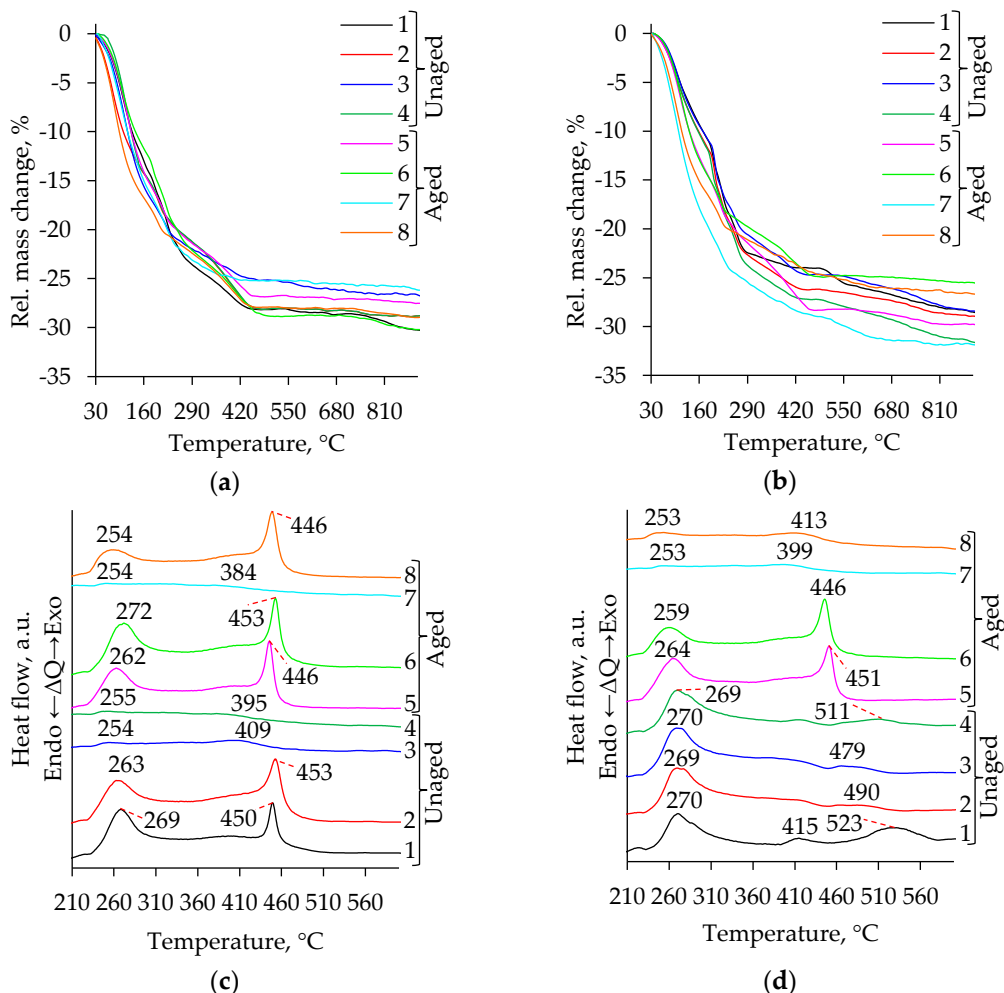 0
-5
-10
-15
-20
-25
-30
-35
Rel. mass change, %
30 160 290 420 550 680 810
Temperature, °C
1
2
3
4
5
6
7
8
Unaged
Aged
(a)
0
-5
-10
-15
-20
-25
-30
-35
Rel. mass change, %
30 160 290 420 550 680 810
Temperature, °C
1
2
3
4
5
6
7
8
Unaged
Aged
(b)
Heat flow, a.u.
Endo ←ΔQ→Exo
254 446 8
254 384 7
272 453 6
262 446 5
255 395 4
254 409 3
263 453 2
269 450 1
Aged
Unaged
210 260 310 360 410 460 510 560
Temperature, °C
(c)
Heat flow, a.u.
Endo ←ΔQ→Exo
253 413 8
253 399 7
259 446 6
264 451 5
269 511 4
270 479 3
269 490 2
270 415 523 1
Aged
Unaged
210 260 310 360 410 460 510 560
Temperature, °C
(d)